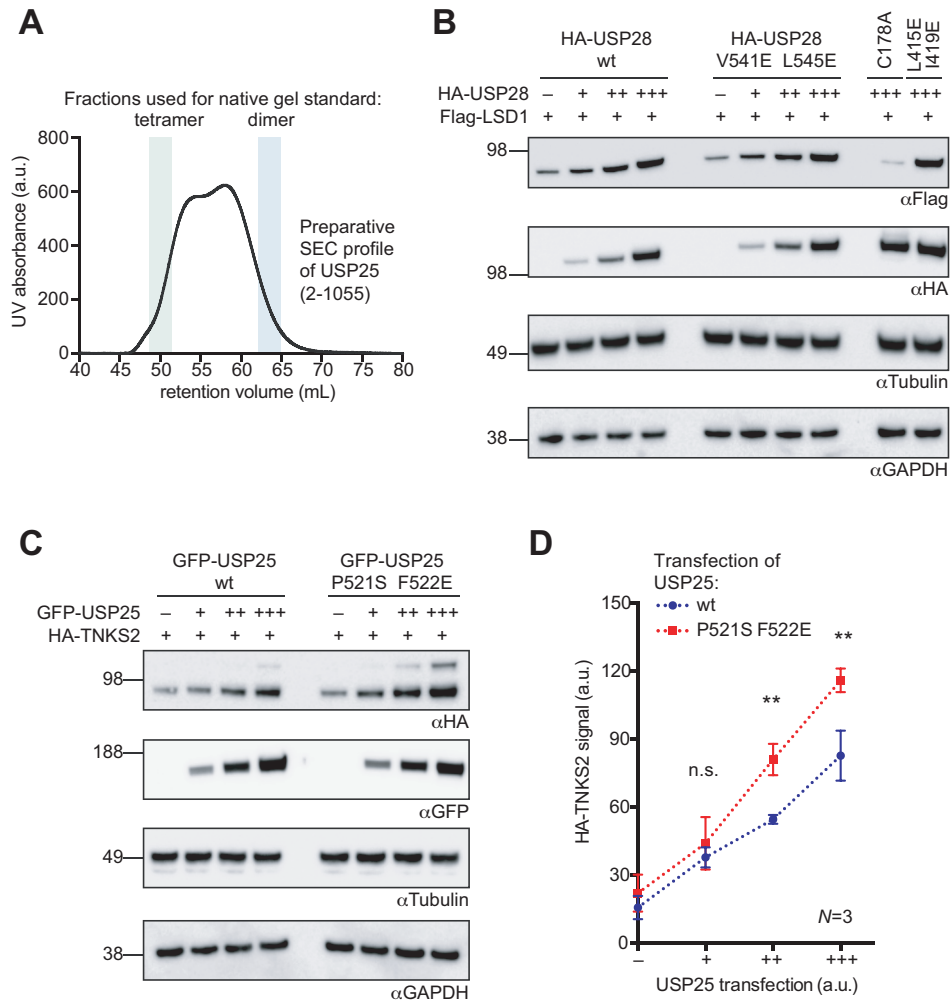 A
Fractions used for native gel standard:
tetramer dimer
800
600
400
200
0
UV absorbance (a.u.)
Preparative
SEC profile
of USP25
(2-1055)
40 45 50 55 60 65 70 75 80
retention volume (mL)
B
HA-USP28
wt
HA-USP28
V541E L545E
C178A
L415E
I419E
HA-USP28 – + ++ +++ – + ++ +++ +++ +++
Flag-LSD1 + + + + + + + + + +
98
αFlag
98
αHA
49
αTubulin
38
αGAPDH
C
GFP-USP25
wt
GFP-USP25
P521S F522E
GFP-USP25 – + ++ +++ – + ++ +++
HA-TNKS2 + + + + + + + +
98
αHA
188
αGFP
49
αTubulin
38
αGAPDH
D
Transfection of
USP25:
wt
P521S F522E
150
120
90
60
30
0
HA-TNKS2 signal (a.u.)
n.s.
**
**
N=3
– + ++ +++
USP25 transfection (a.u.)